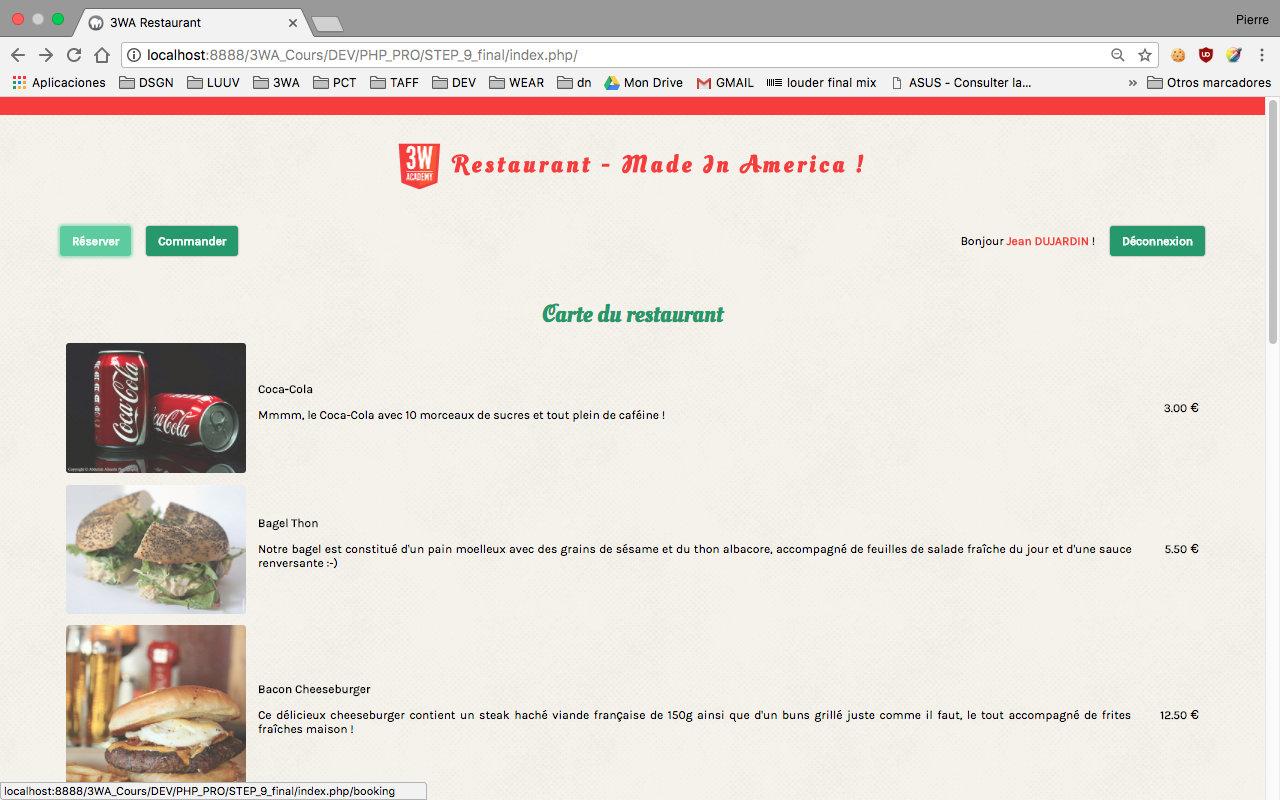 3WA Restaurant
Pierre
localhost:8888/3WA_Cours/DEV/PHP_PRO/STEP_9_final/index.php/
Aplicaciones DSGN LUUV 3WA PCT TAFF DEV WEAR dn Mon Drive GMAIL louder final mix ASUS - Consulter la... » Otros marcadores
3W
ACADEMY
Restaurant - Made In America !
Réserver Commander Bonjour Jean DUJARDIN ! Déconnexion
Carte du restaurant
Coca-Cola
Coca-Cola
Coca-Cola
Mmmm, le Coca-Cola avec 10 morceaux de sucres et tout plein de caféine !
3.00 €
Bagel Thon
Notre bagel est constitué d'un pain moelleux avec des grains de sésame et du thon albacore, accompagné de feuilles de salade fraîche du jour et d'une sauce
renversante :-)
5.50 €
Bacon Cheeseburger
Ce délicieux cheeseburger contient un steak haché viande française de 150g ainsi que d'un buns grillé juste comme il faut, le tout accompagné de frites
fraîches maison !
12.50 €
localhost:8888/3WA_Cours/DEV/PHP_PRO/STEP_9_final/index.php/booking